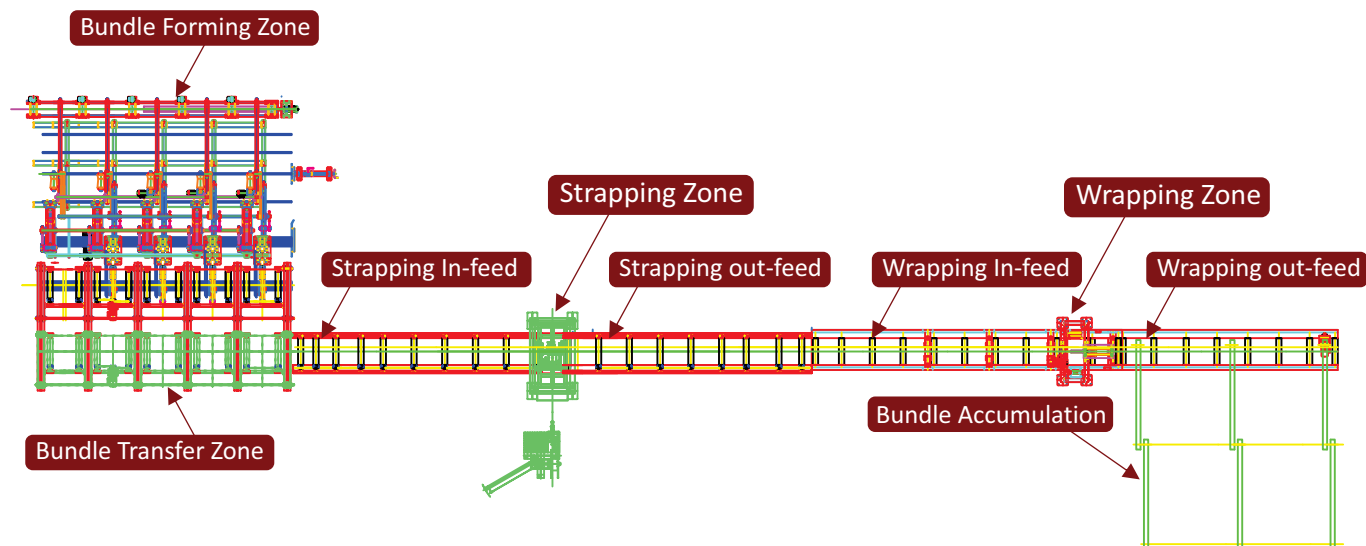 Bundle Forming Zone
Strapping Zone
Wrapping Zone
Strapping In-feed
Strapping out-feed
Wrapping In-feed
Wrapping out-feed
Bundle Accumulation
Bundle Transfer Zone